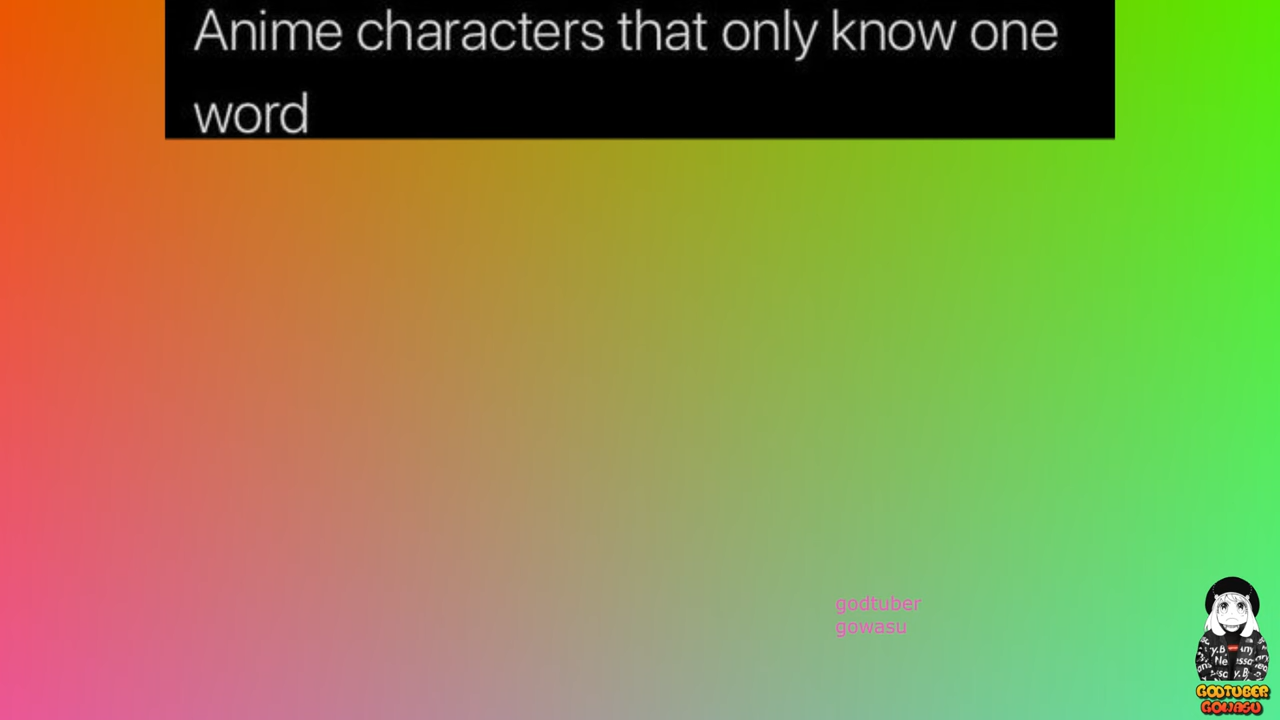 Anime characters that only know one
word
godtuber
gowasu
GODTUBER
GOWASU